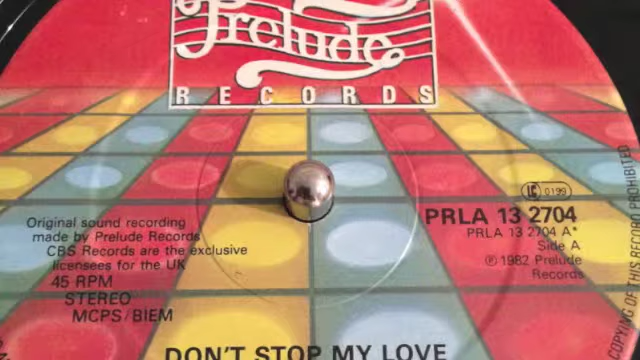 Prelude
RECORDS
LC 0199
PRLA 13 2704
PRLA 13 2704 A*
Side A
℗ 1982 Prelude
Records
Original sound recording
made by Prelude Records
CBS Records are the exclusive
licensees for the UK
45 RPM
STEREO
MCPS/BIEM
DON'T STOP MY LOVE
COPYING OF THIS RECORD PROHIBITED